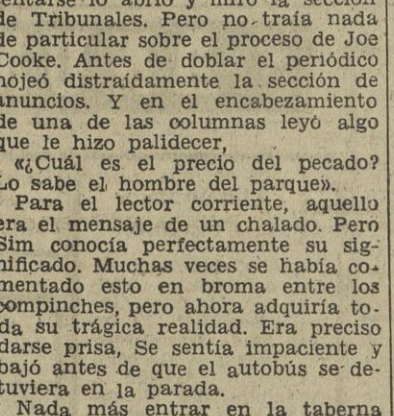 sentarse lo abrió y miró la sección
de Tribunales. Pero no traía nada
de particular sobre el proceso de Joe
Cooke. Antes de doblar el periódico
hojeó distraídamente la sección de
anuncios. Y en el encabezamiento
de una de las columnas leyó algo
que le hizo palidecer,
«¿Cuál es el precio del pecado?
Lo sabe el hombre del parque».
Para el lector corriente, aquello
era el mensaje de un chalado. Pero
Sim conocía perfectamente su sig-
nificado. Muchas veces se había co-
mentado esto en broma entre los
compinches, pero ahora adquiría to-
da su trágica realidad. Era preciso
darse prisa, Se sentía impaciente y
bajó antes de que el autobús se de-
tuviera en la parada.
Nada más entrar en la taberna